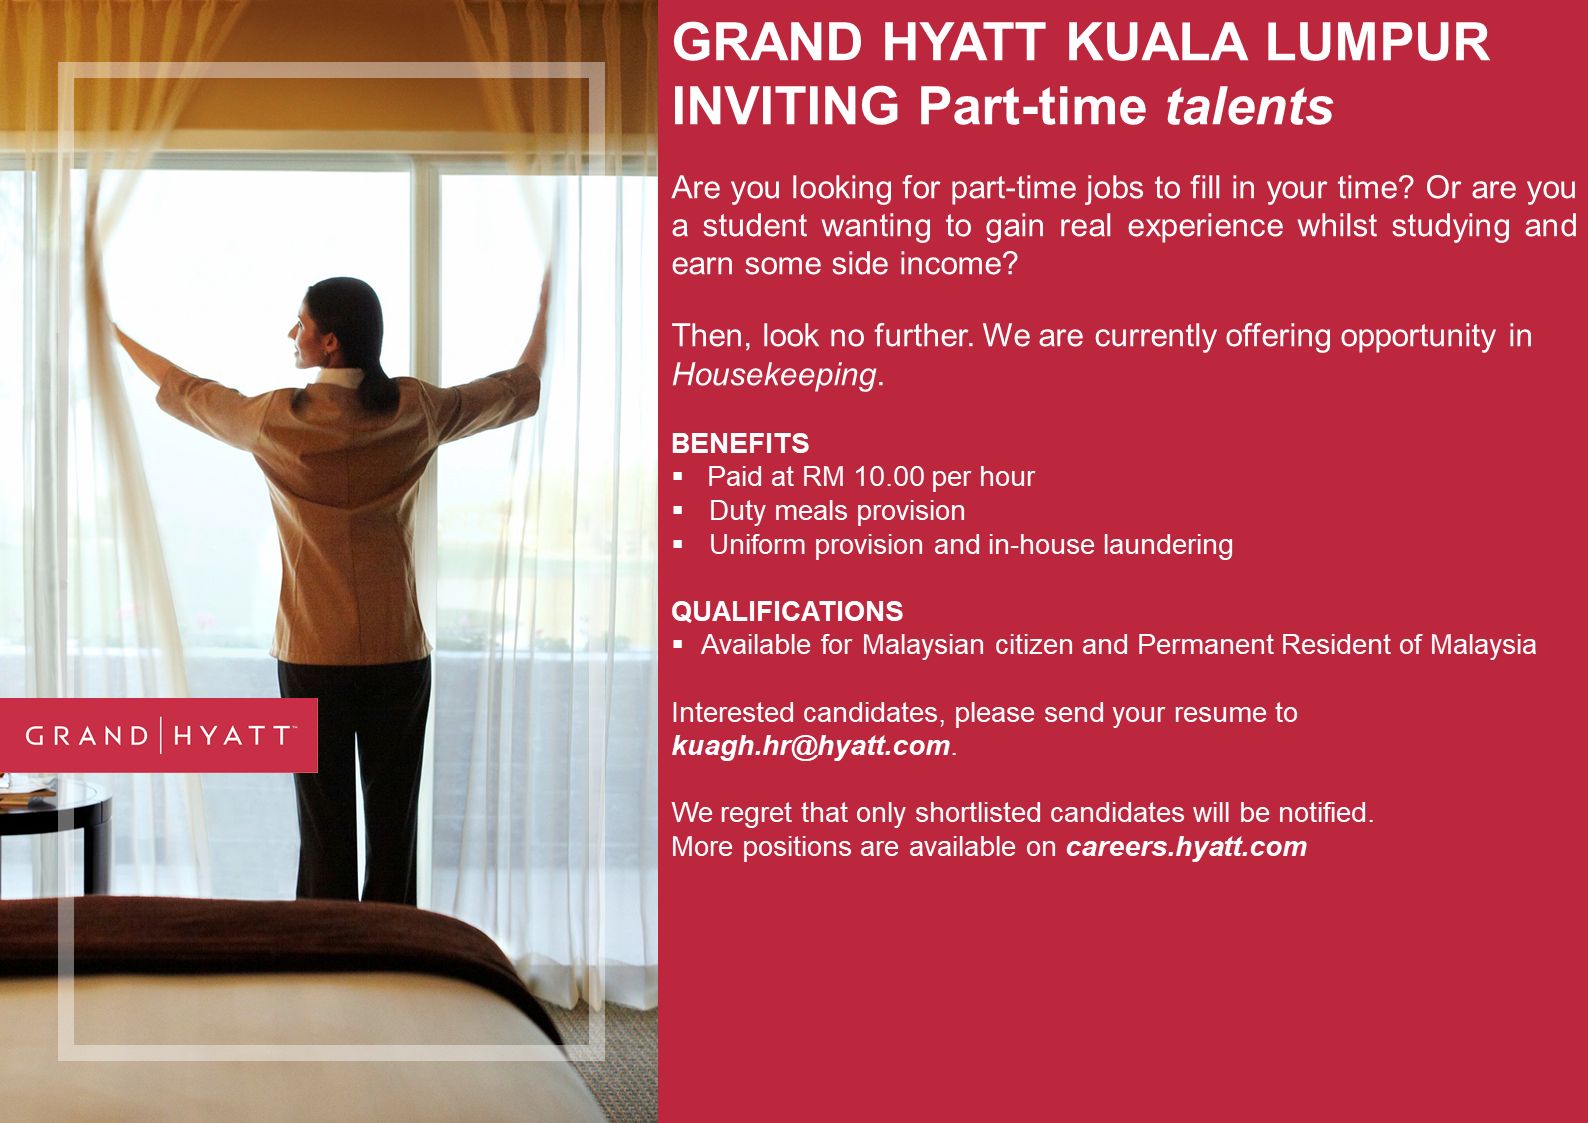 GRAND HYATT KUALA LUMPUR
INVITING Part-time talents
Are you looking for part-time jobs to fill in your time? Or are you
a student wanting to gain real experience whilst studying and
earn some side income?
Then, look no further. We are currently offering opportunity in
Housekeeping.
BENEFITS
▪ Paid at RM 10.00 per hour
▪ Duty meals provision
▪ Uniform provision and in-house laundering
QUALIFICATIONS
▪ Available for Malaysian citizen and Permanent Resident of Malaysia
Interested candidates, please send your resume to
kuagh.hr@hyatt.com.
We regret that only shortlisted candidates will be notified.
More positions are available on careers.hyatt.com
GRAND|HYATT™